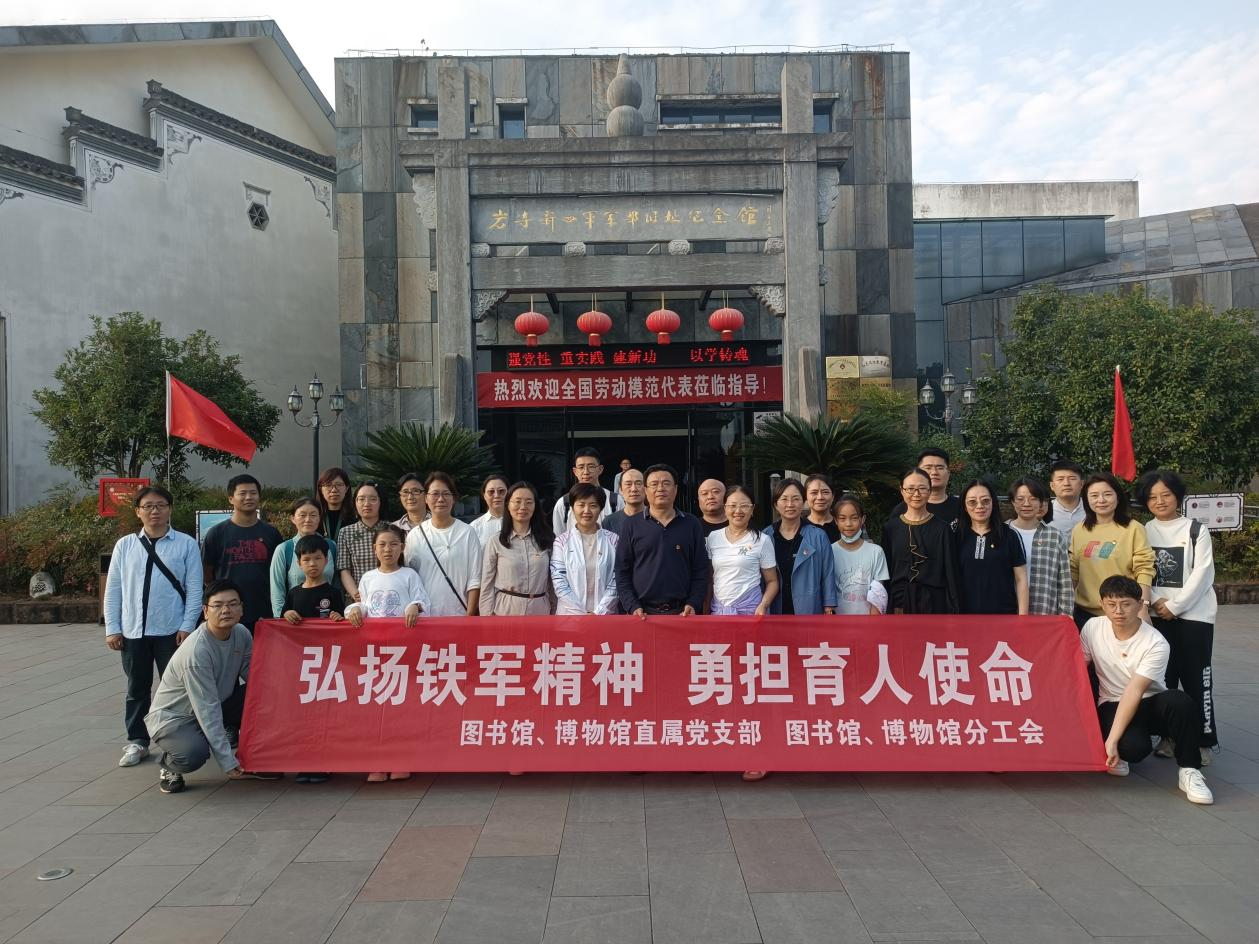 岩寺新四军军部旧址纪念馆
强党性 重实践 建新功 以学铸魂
热烈欢迎全国劳动模范代表莅临指导！
THE NORTH FACE
弘扬铁军精神 勇担育人使命
图书馆、博物馆直属党支部 图书馆、博物馆分工会